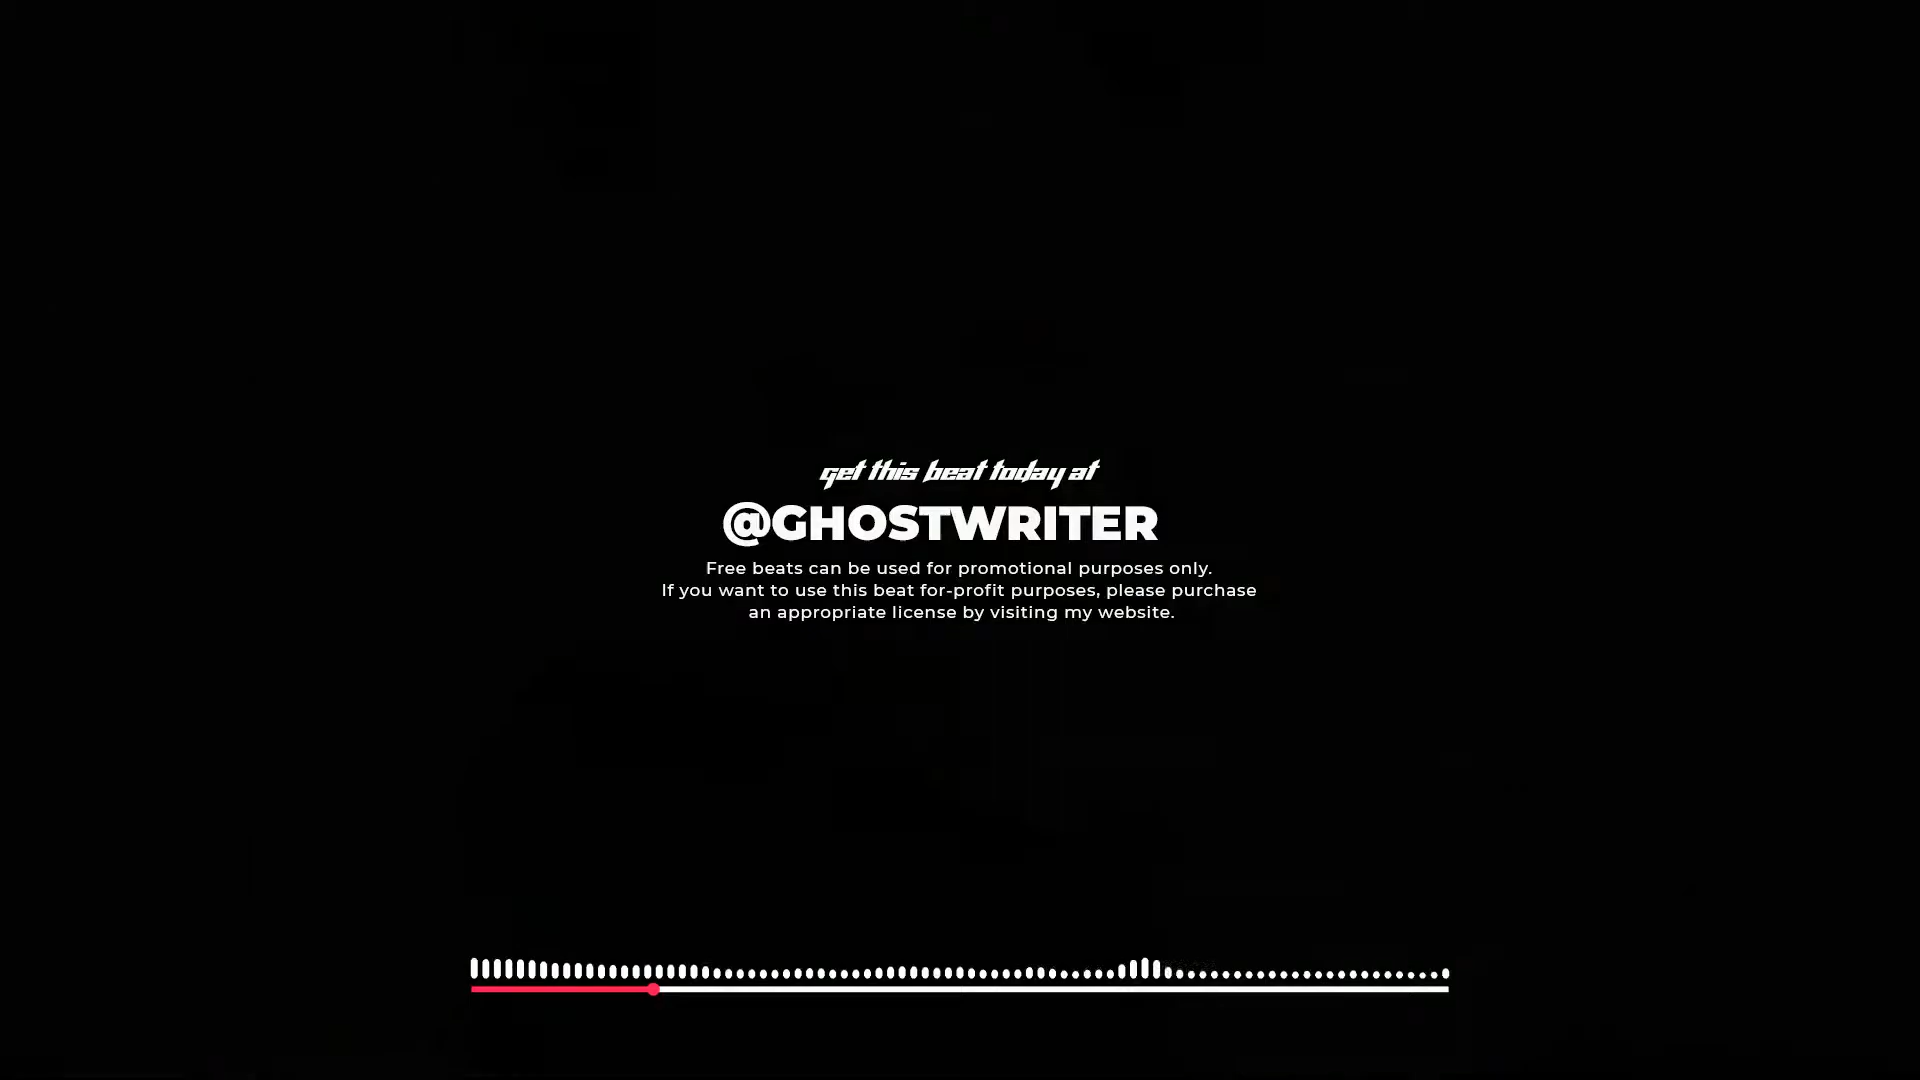 get this beat today at
@GHOSTWRITER
Free beats can be used for promotional purposes only.
If you want to use this beat for-profit purposes, please purchase
an appropriate license by visiting my website.